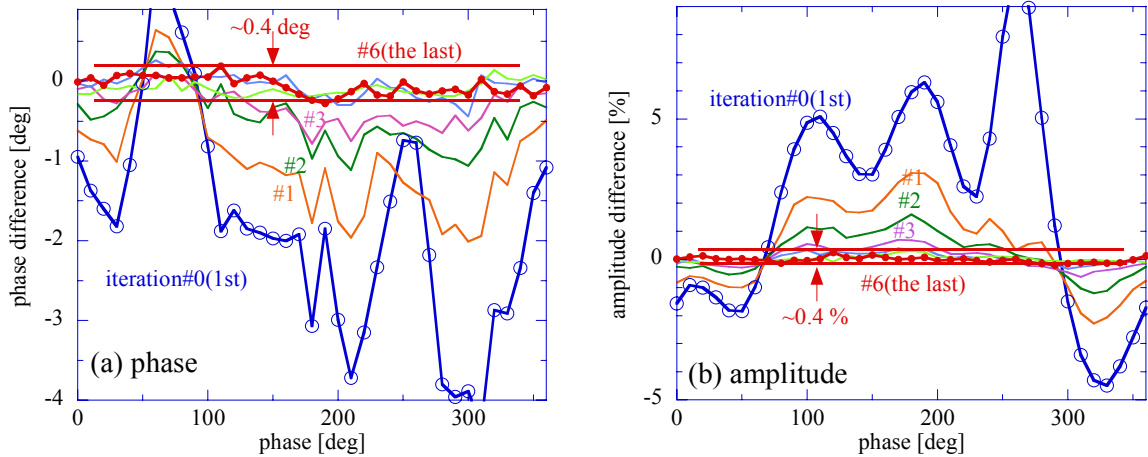 ~0.4 deg
#6(the last)
#3
#2
#1
iteration#0(1st)
(a) phase
phase difference [deg]
0
-1
-2
-3
-4
0
100
200
300
phase [deg]
iteration#0(1st)
#1
#2
#3
#6(the last)
~0.4 %
(b) amplitude
amplitude difference [%]
5
0
-5
0
100
200
300
phase [deg]